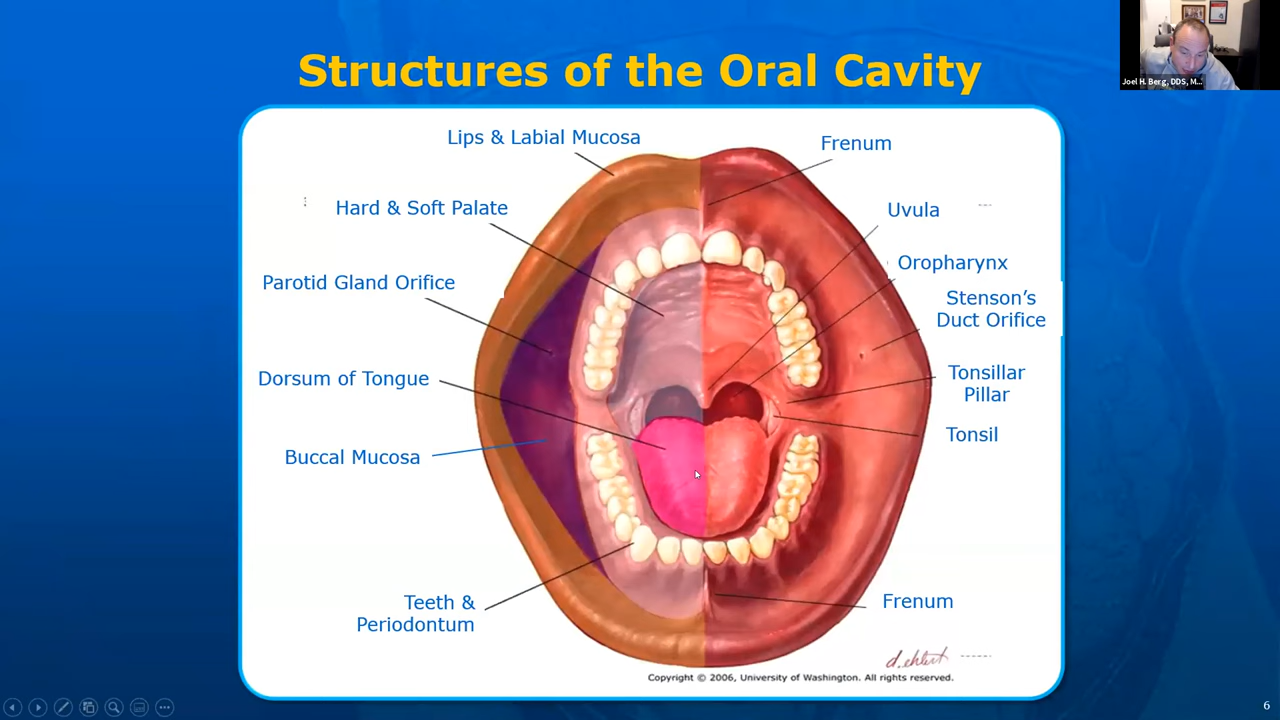 Structures of the Oral Cavity
Joel H. Berg, DDS, M...
Lips & Labial Mucosa
Frenum
Hard & Soft Palate
Uvula
Oropharynx
Parotid Gland Orifice
Stenson's
Duct Orifice
Dorsum of Tongue
Tonsillar
Pillar
Tonsil
Buccal Mucosa
Teeth &
Periodontum
Frenum
d.ehlert
Copyright © 2006, University of Washington. All rights reserved.
6